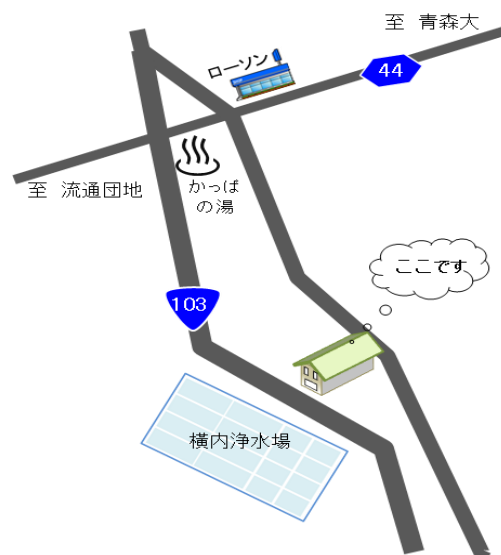 至 青森大
ローソン
44
至 流通団地
かっぱ
の湯
ここです
103
横内浄水場